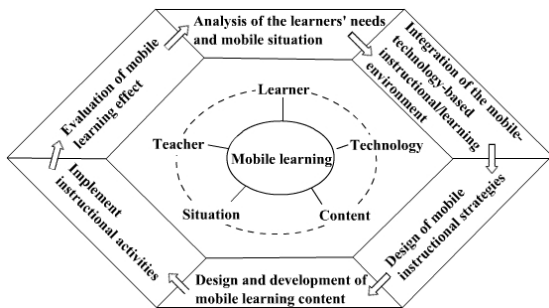 Analysis of the learners' needs
and mobile situation
Integration of the mobile-
technology-based
instructional/learning
environment
Design of mobile
instructional strategies
Design and development of
mobile learning content
Implement
instructional activities
Evaluation of mobile
learning effect
Learner
Teacher
Mobile learning
Technology
Situation
Content